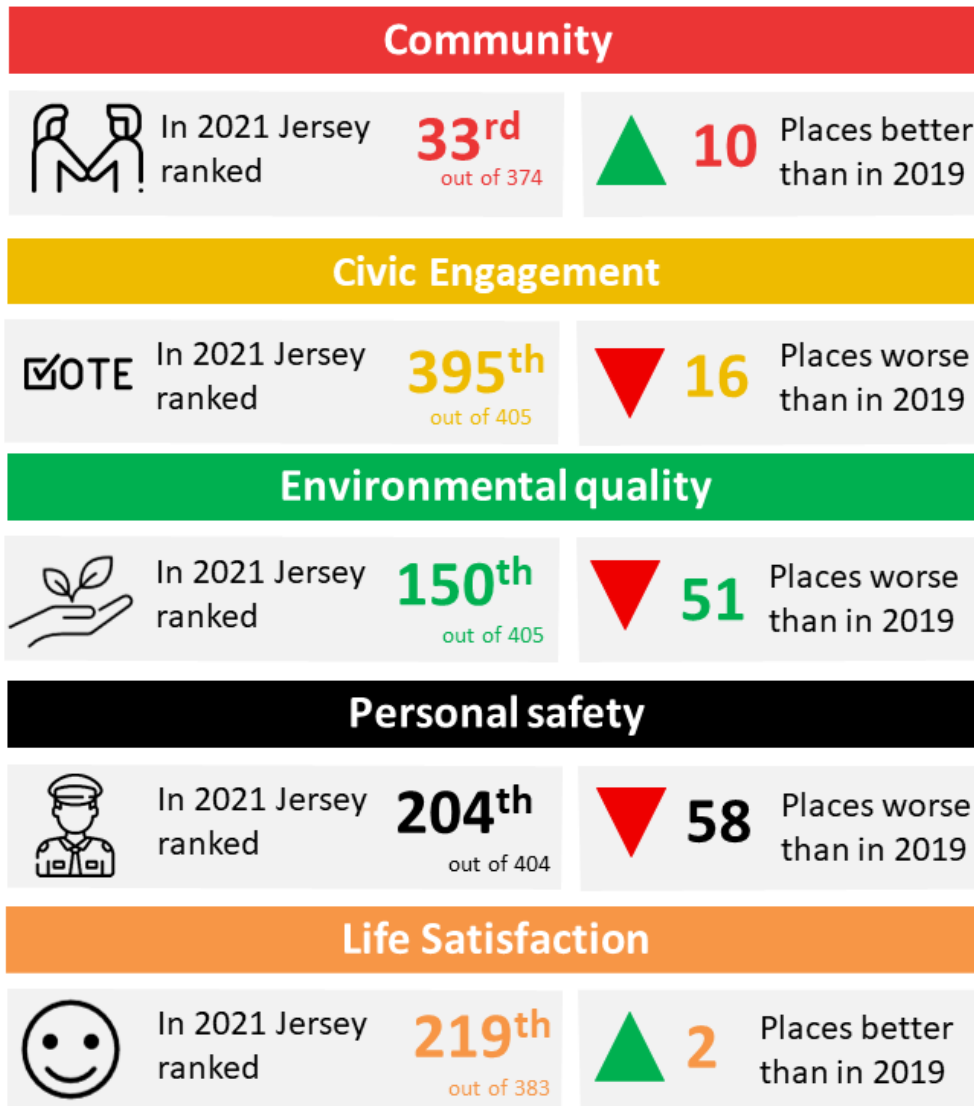 Community
In 2021 Jersey
ranked
33rd
out of 374
10
Places better
than in 2019
Civic Engagement
VOTE
In 2021 Jersey
ranked
395th
out of 405
16
Places worse
than in 2019
Environmental quality
In 2021 Jersey
ranked
150th
out of 405
51
Places worse
than in 2019
Personal safety
In 2021 Jersey
ranked
204th
out of 404
58
Places worse
than in 2019
Life Satisfaction
In 2021 Jersey
ranked
219th
out of 383
2
Places better
than in 2019